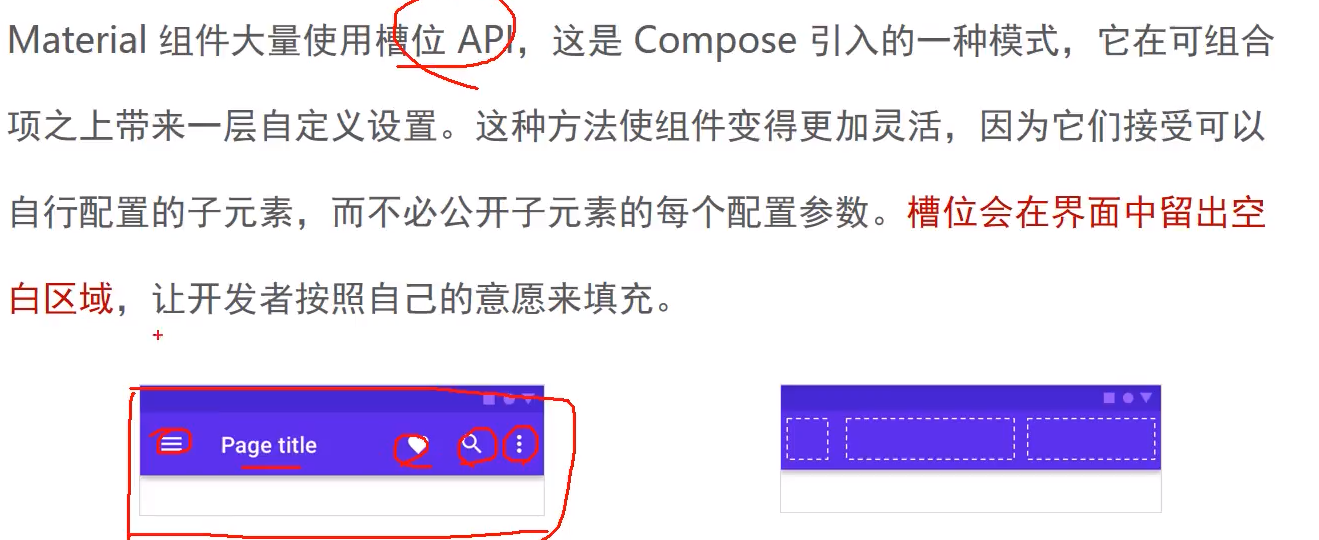 Material 组件大量使用槽位 API，这是 Compose 引入的一种模式，它在可组合
项之上带来一层自定义设置。这种方法使组件变得更加灵活，因为它们接受可以
自行配置的子元素，而不必公开子元素的每个配置参数。槽位会在界面中留出空
白区域，让开发者按照自己的意愿来填充。
Page title